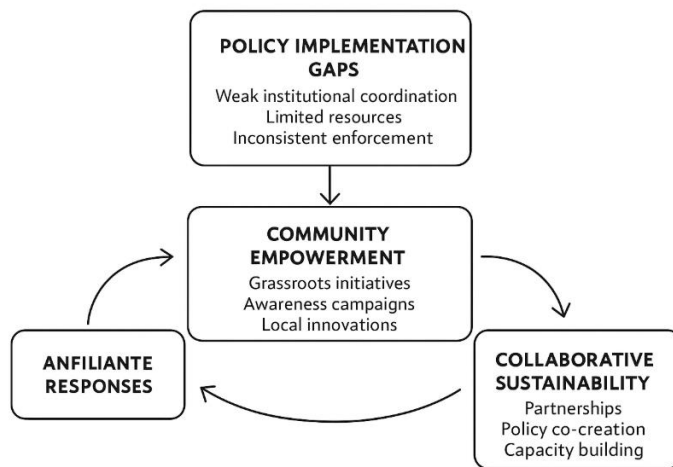 POLICY IMPLEMENTATION
GAPS
Weak institutional coordination
Limited resources
Inconsistent enforcement
COMMUNITY
EMPOWERMENT
Grassroots initiatives
Awareness campaigns
Local innovations
ANFILIANTE
RESPONSES
COLLABORATIVE
SUSTAINABILITY
Partnerships
Policy co-creation
Capacity building